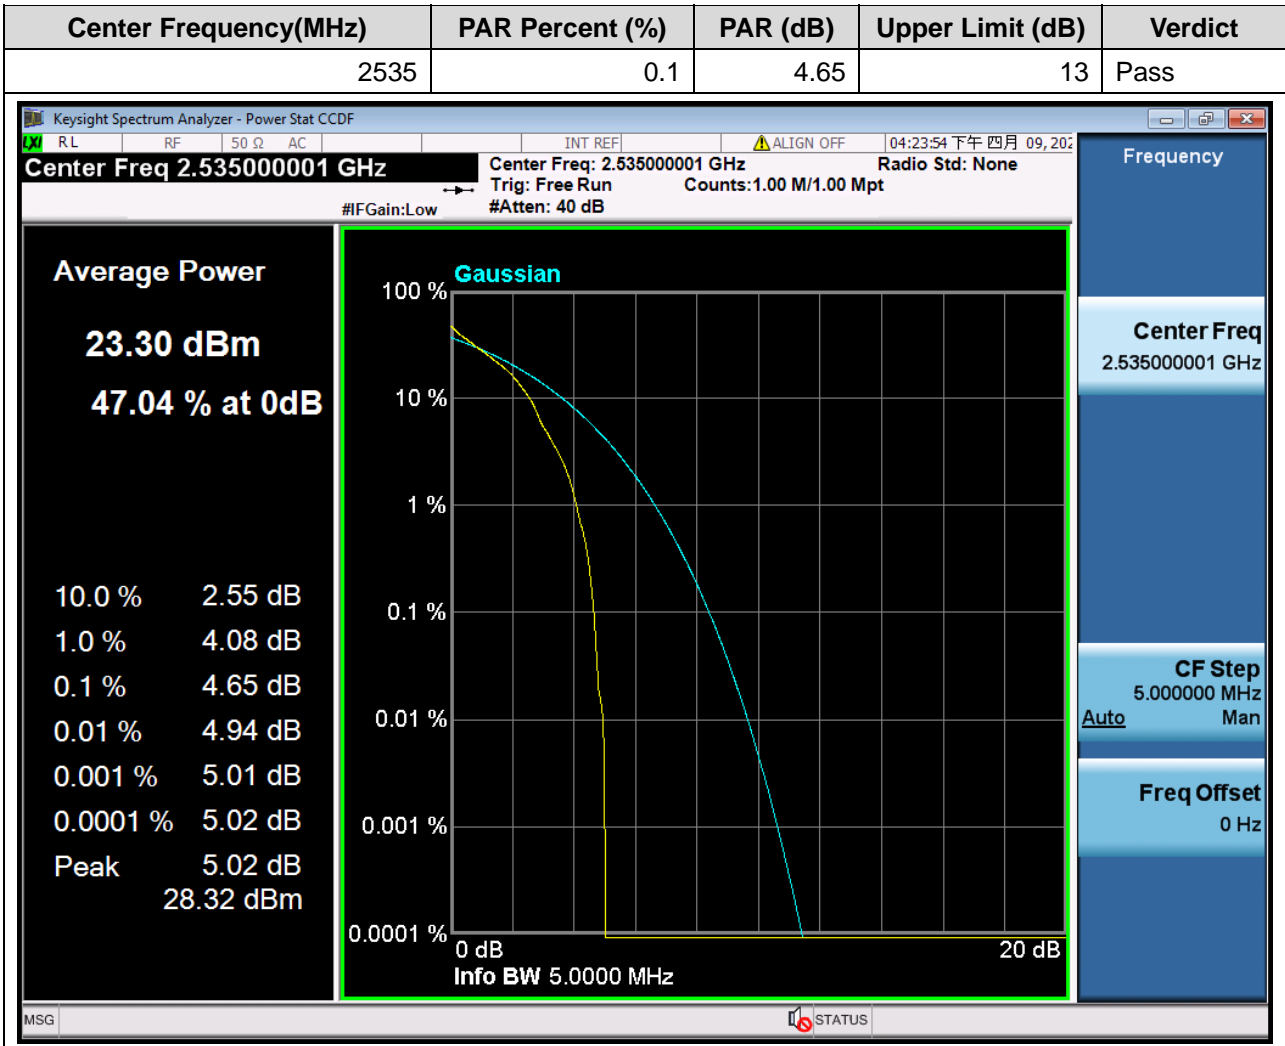 Center Frequency(MHz) PAR Percent (%) PAR (dB) Upper Limit (dB) Verdict
2535 0.1 4.65 13 Pass
Keysight Spectrum Analyzer - Power Stat CCDF
LXI RL RF 50 Ω AC INT REF ALIGN OFF 04:23:54 下午 四月 09, 202
Center Freq 2.535000001 GHz
Center Freq: 2.535000001 GHz Radio Std: None
Trig: Free Run Counts:1.00 M/1.00 Mpt
#IFGain:Low #Atten: 40 dB
Average Power
23.30 dBm
47.04 % at 0dB
10.0 % 2.55 dB
1.0 % 4.08 dB
0.1 % 4.65 dB
0.01 % 4.94 dB
0.001 % 5.01 dB
0.0001 % 5.02 dB
Peak 5.02 dB
28.32 dBm
Gaussian
100 %
10 %
1 %
0.1 %
0.01 %
0.001 %
0.0001 %
0 dB 20 dB
Info BW 5.0000 MHz
Frequency
Center Freq
2.535000001 GHz
CF Step
5.000000 MHz
Auto Man
Freq Offset
0 Hz
MSG STATUS